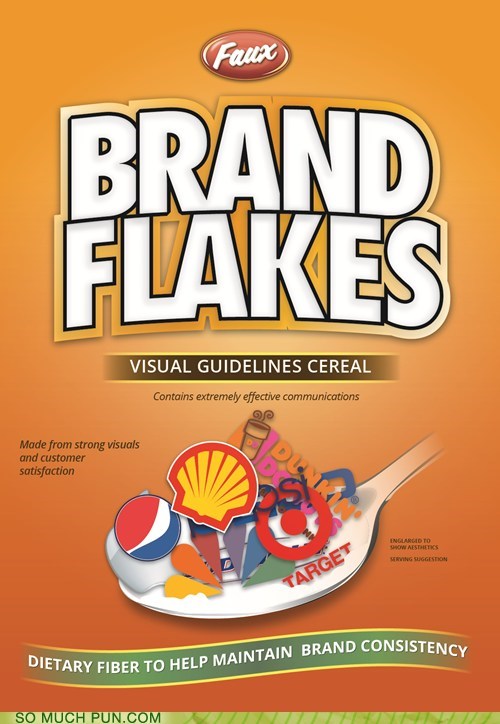 Faux
BRAND
FLAKES
VISUAL GUIDELINES CEREAL
Contains extremely effective communications
Made from strong visuals
and customer
satisfaction
DUNKIN'
TARGET
ENGLARGED TO
SHOW AESTHETICS
SERVING SUGGESTION
DIETARY FIBER TO HELP MAINTAIN BRAND CONSISTENCY
SO MUCH PUN.COM